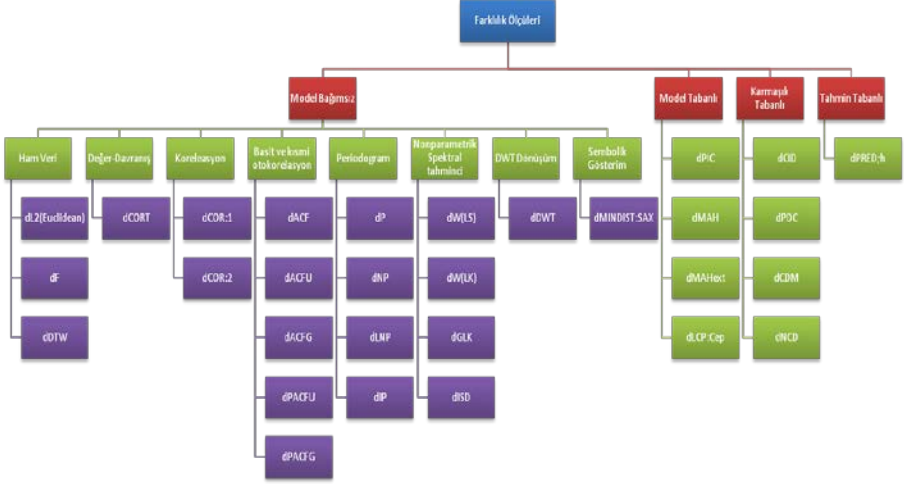 Farklılık Ölçüleri
Model Bağımsız
Model Tabanlı
Karmaşık
Tabanlı
Tahmin Tabanlı
Ham Veri
Değer-Davranış
Korelasyon
Basit ve kısmi
otokorelasyon
Periodogram
Nonparametrik
Spektral
tahminci
DWT Dönüşüm
Sembolik
Gösterim
dL2(Euclidean)
dF
dDTW
dCORT
dCOR:1
dCOR:2
dACF
dACFU
dACFG
dPACFU
dPACFG
dP
dNP
dLNP
dIP
dW(LS)
dW(LK)
dGLK
dISD
dDWT
dMINDIST:SAX
dPIC
dMAH
dMAHext
dLCP:Cep
dCID
dPDC
dCDM
dNCD
dPRED;h